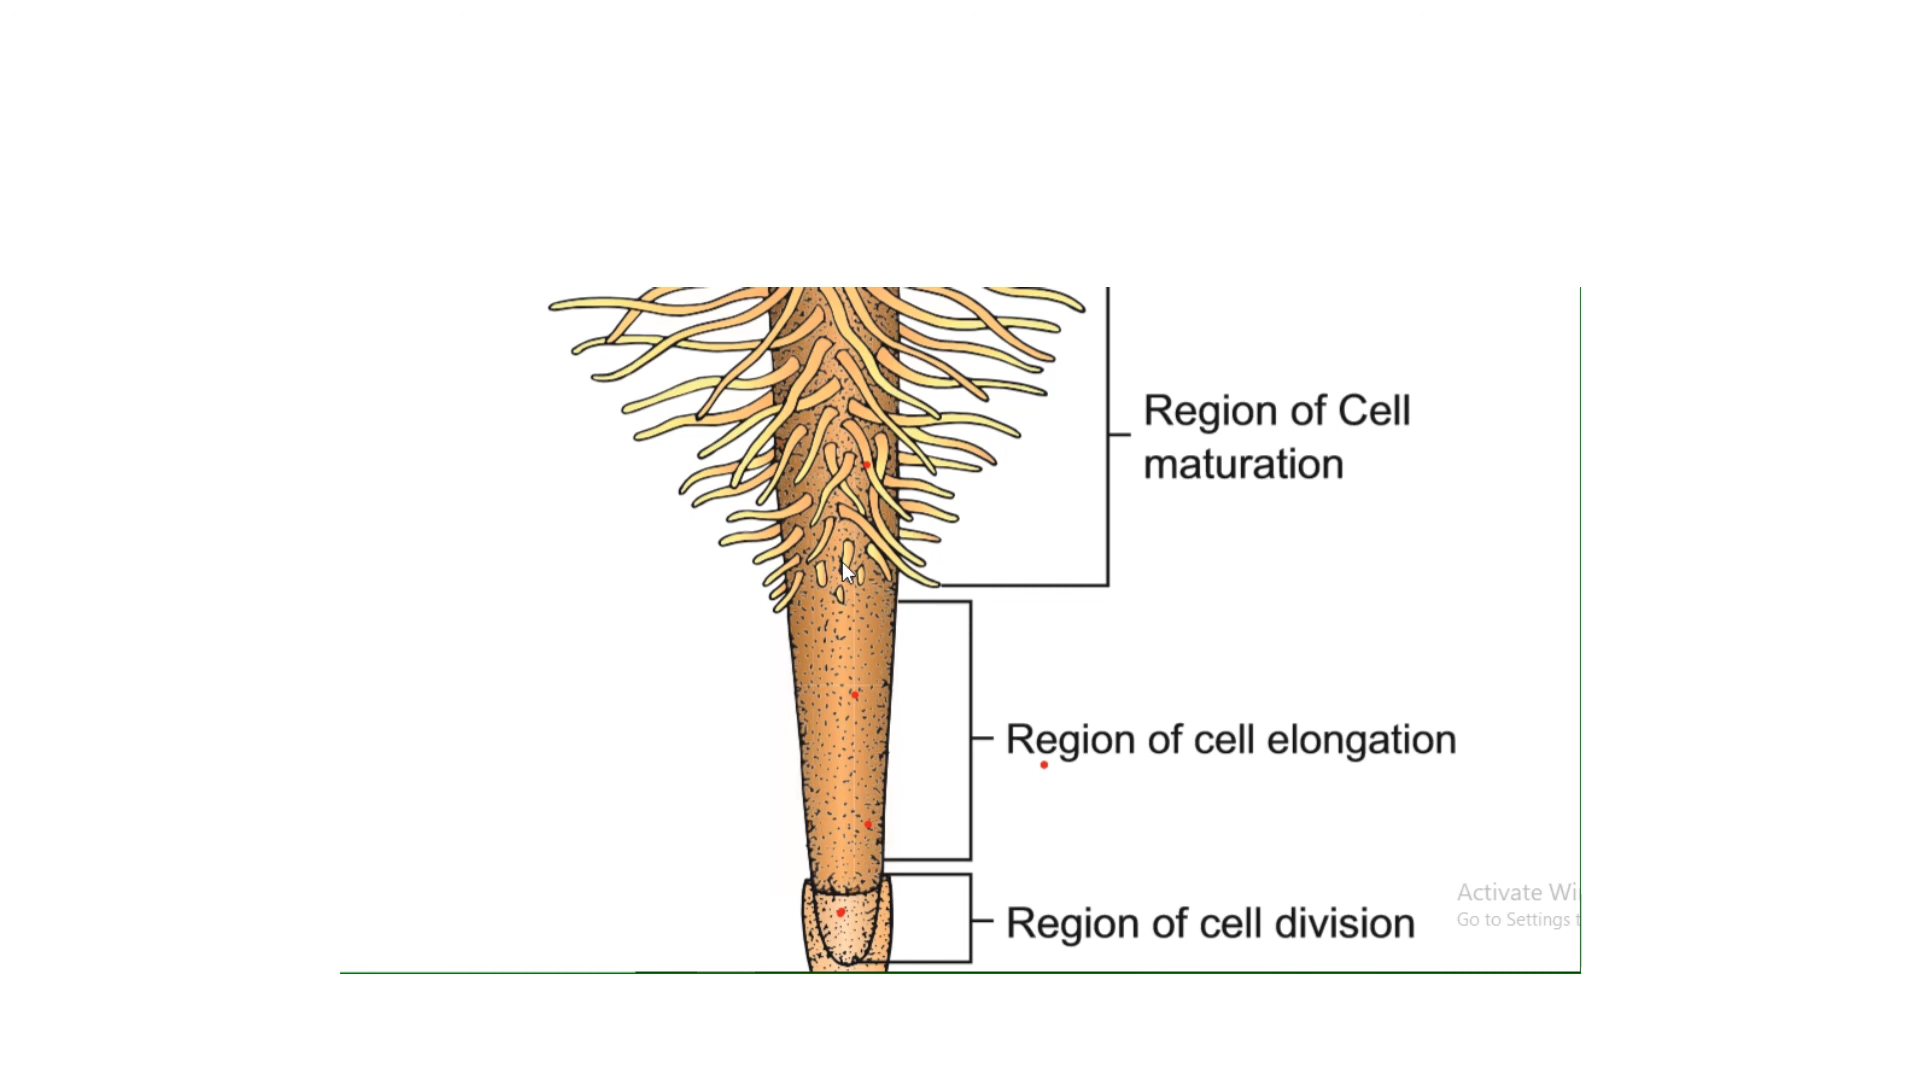 Region of Cell
maturation
Region of cell elongation
Activate Wi
Go to Settings t
Region of cell division